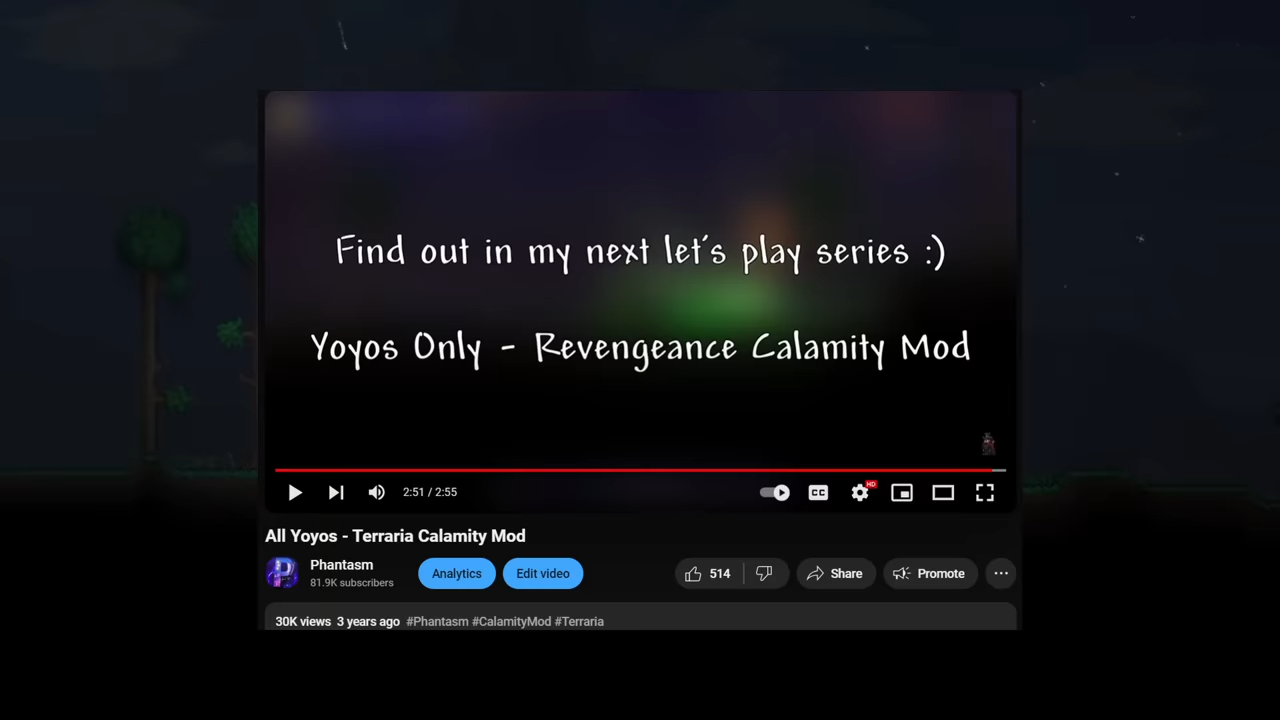 Find out in my next let's play series :)
Yoyos Only - Revengeance Calamity Mod
2:51 / 2:55
CC
HD
All Yoyos - Terraria Calamity Mod
P
Phantasm
81.9K subscribers
Analytics
Edit video
514
Share
Promote
30K views 3 years ago #Phantasm #CalamityMod #Terraria